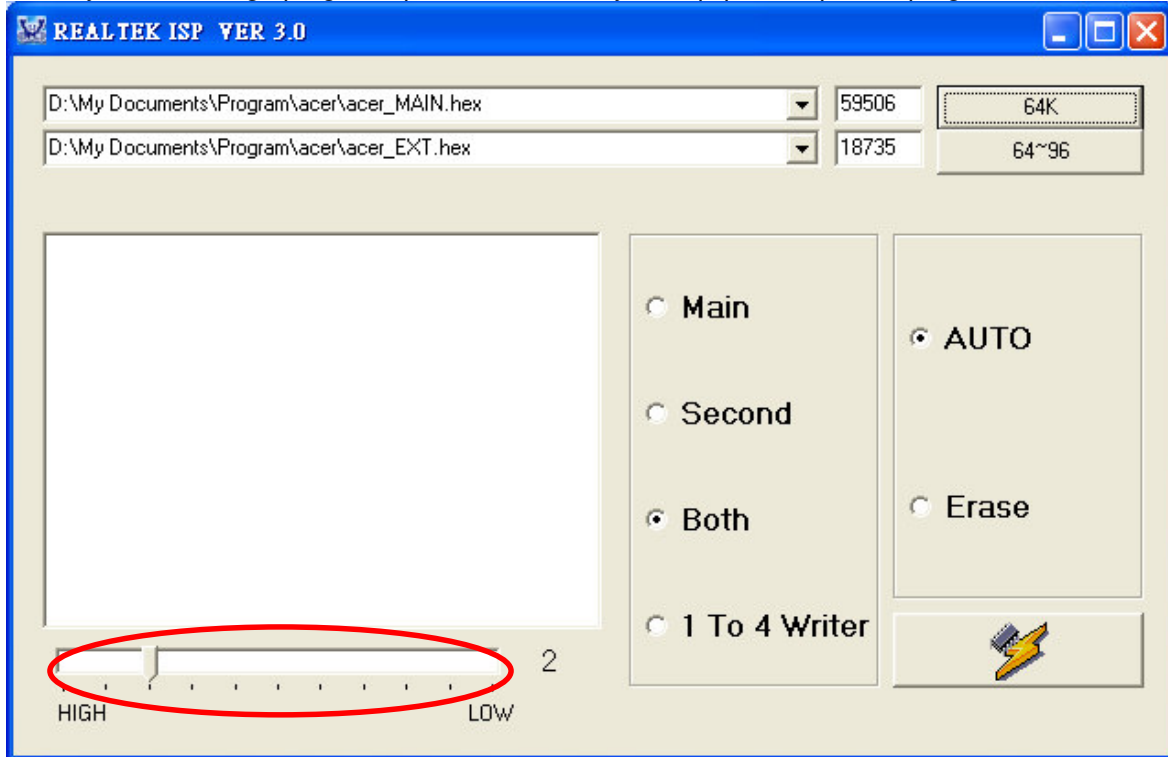 REALTEK ISP VER 3.0
D:\My Documents\Program\acer\acer_MAIN.hex 59506 64K
D:\My Documents\Program\acer\acer_EXT.hex 18735 64~96
Main
AUTO
Second
Both
Erase
1 To 4 Writer
2
HIGH LOW